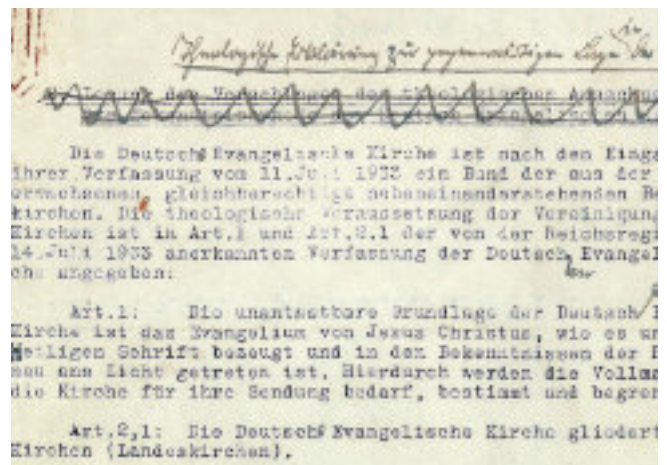 Theologische Erklärung zur gegenwärtigen Lage der
der theologischen
Die Deutsche Evangelische Kirche ist nach den Einga
ihrer Verfassung vom 11.Juli 1933 ein Bund der aus der
erwachsenen, gleichberechtigt nebeneinanderstehenden Be
kirchen. Die theologische Voraussetzung der Vereinigung
Kirchen ist in Art.1 und Art.2,1 der von der Reichsregi
14.Juli 1933 anerkannten Verfassung der Deutschen Evangel
che angegeben:
Art.1: Die unantastbare Grundlage der Deutsch
Kirche ist das Evangelium von Jesus Christus, wie es un
Heiligen Schrift bezeugt und in den Bekenntnissen der R
neu ans Licht getreten ist. Hierdurch werden die Vollma
die Kirche für ihre Sendung bedarf, bestimmt und begren
Art.2,1: Die Deutsche Evangelische Kirche gliedert
Kirchen (Landeskirchen).